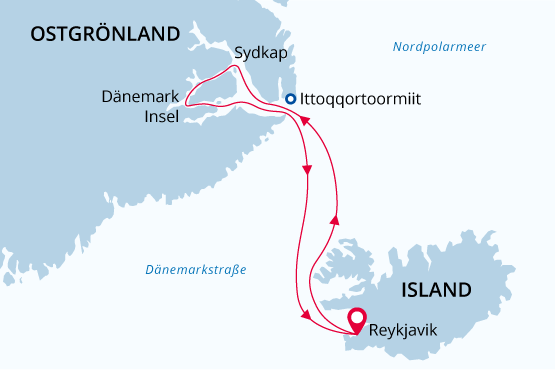 OSTGRÖNLAND
Nordpolarmeer
Sydkap
Dänemark
Insel
Ittoqqortoormiit
Dänemarkstraße
ISLAND
Reykjavik